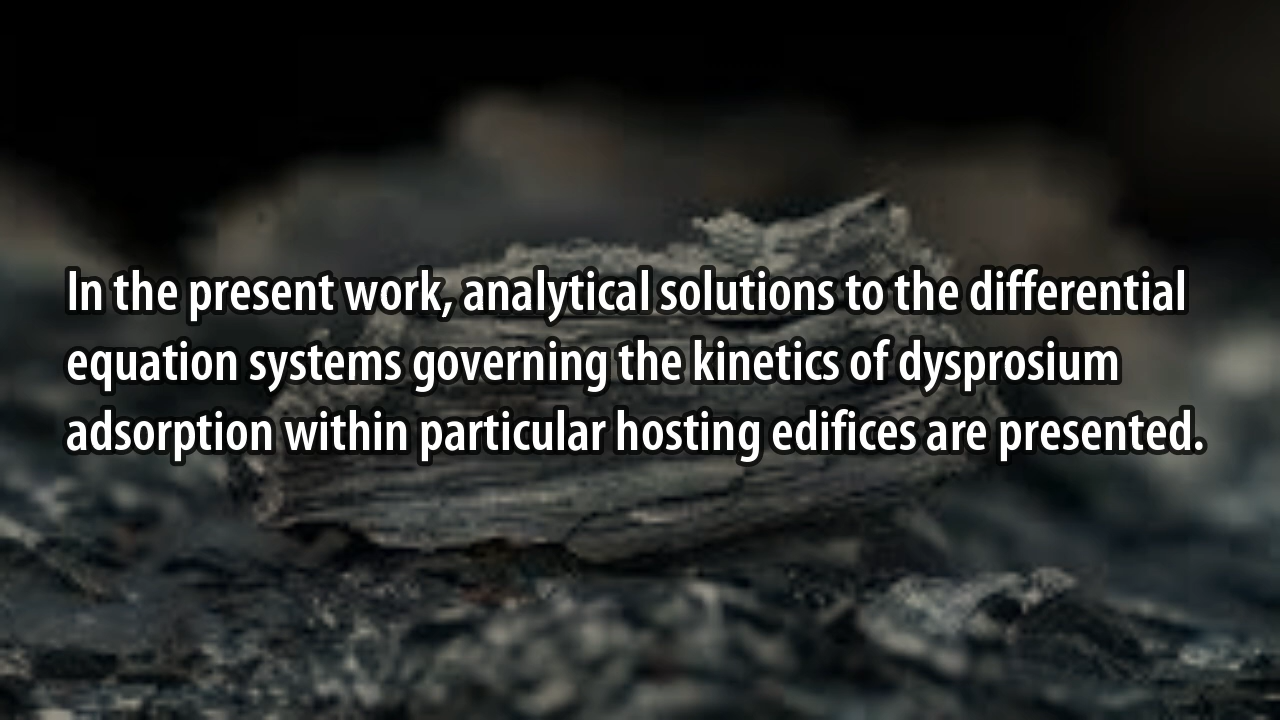 In the present work, analytical solutions to the differential
equation systems governing the kinetics of dysprosium
adsorption within particular hosting edifices are presented.